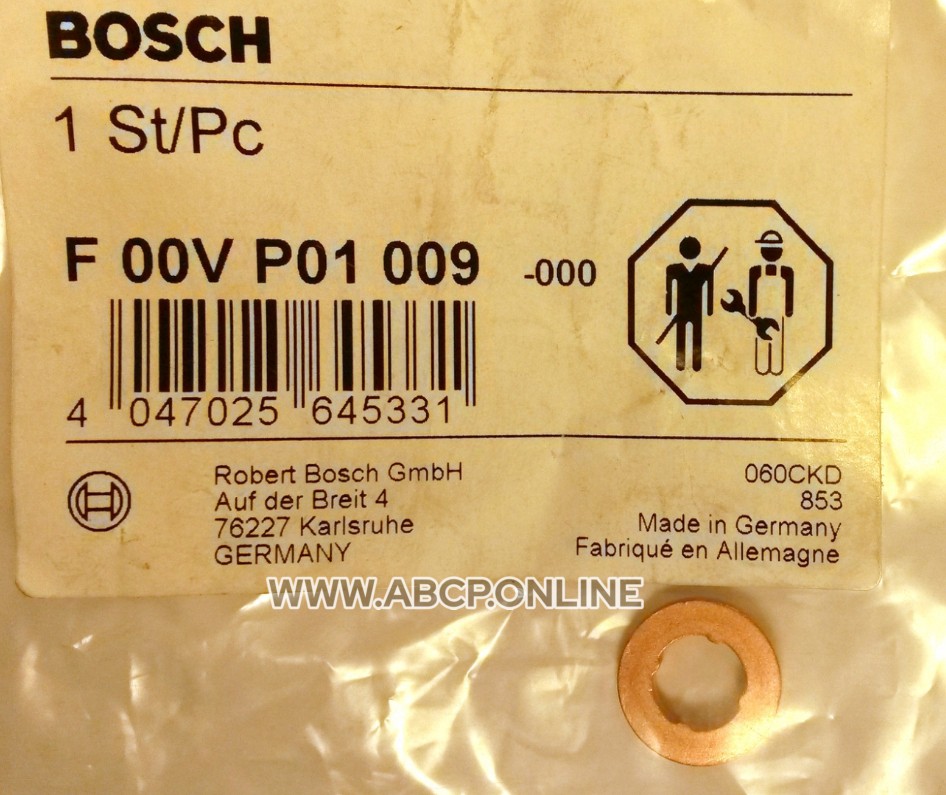 BOSCH
1 St/Pc
F 00V P01 009 -000
4 047025 645331
Robert Bosch GmbH
Auf der Breit 4
76227 Karlsruhe
GERMANY
060CKD
853
Made in Germany
Fabriqué en Allemagne
WWW.ABCP.ONLINE